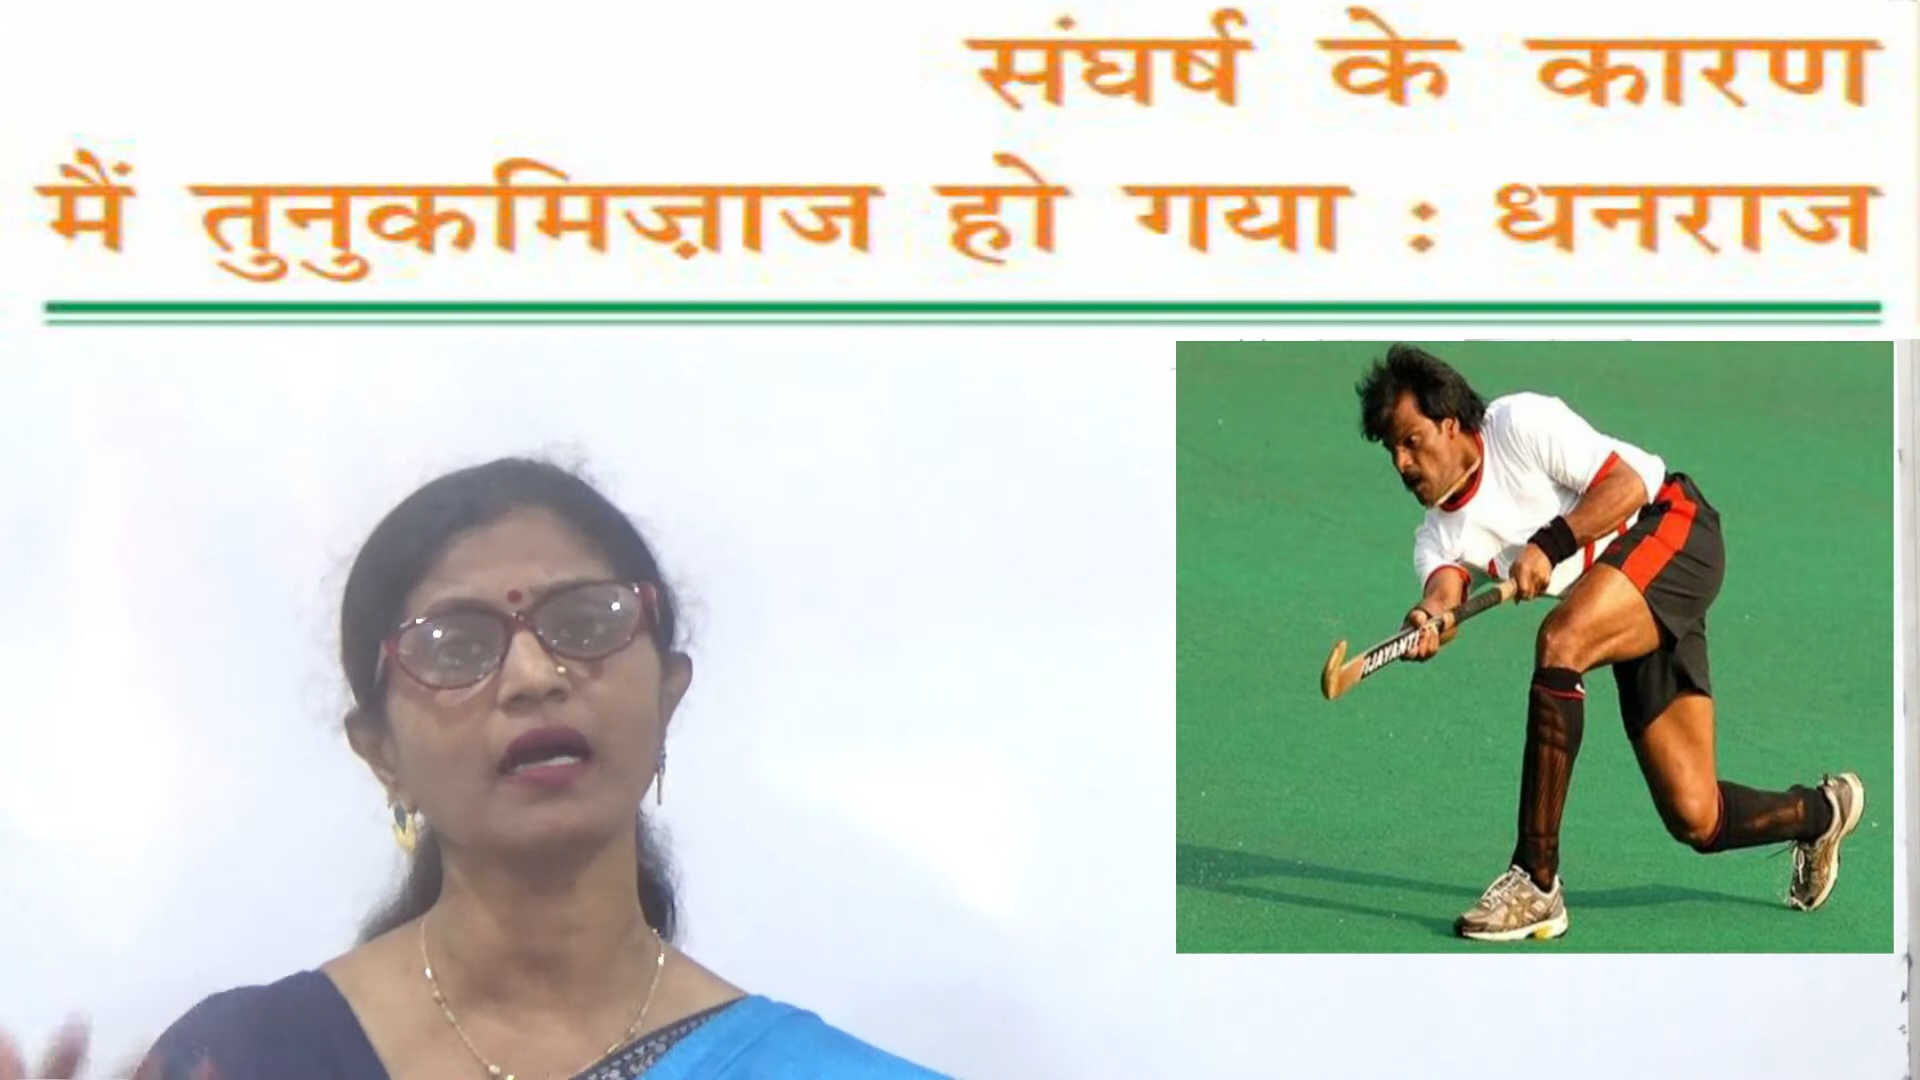 संघर्ष के कारण
मैं तुनुकमिज़ाज हो गया : धनराज